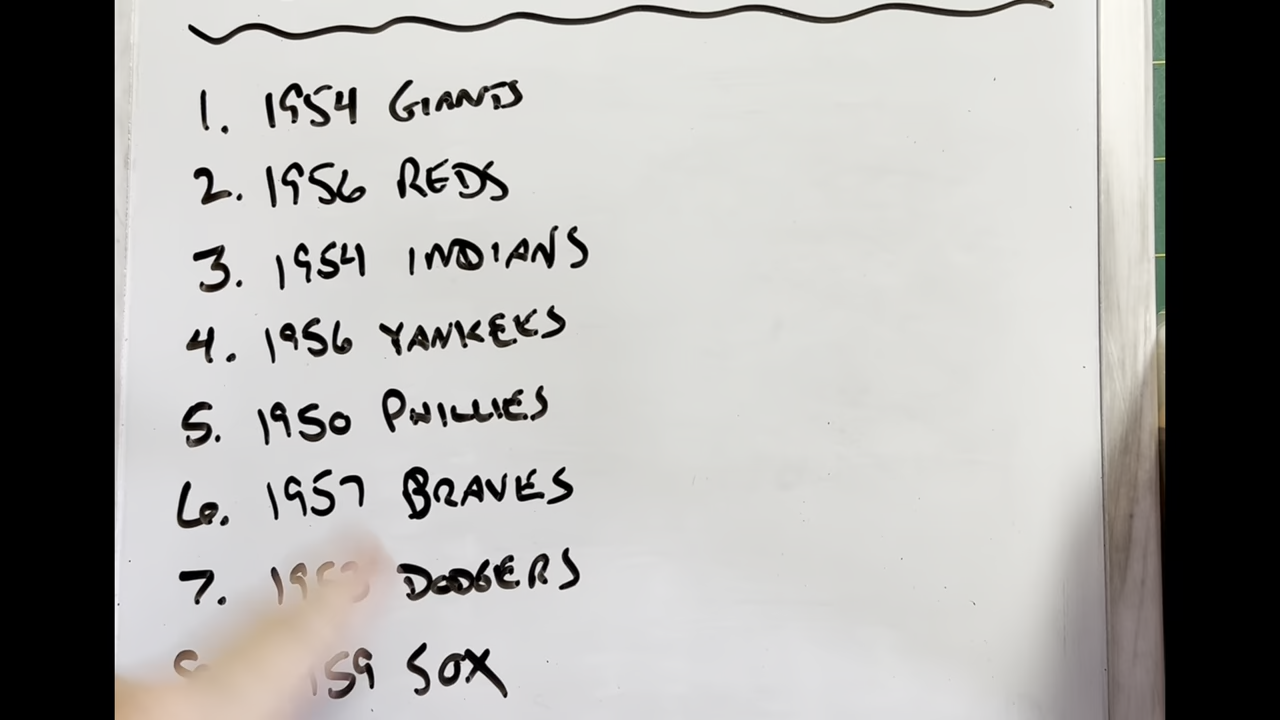 1. 1954 GIANTS
2. 1956 REDS
3. 1954 INDIANS
4. 1956 YANKEES
5. 1950 PHILLIES
6. 1957 BRAVES
7. 1953 DODGERS
SOX